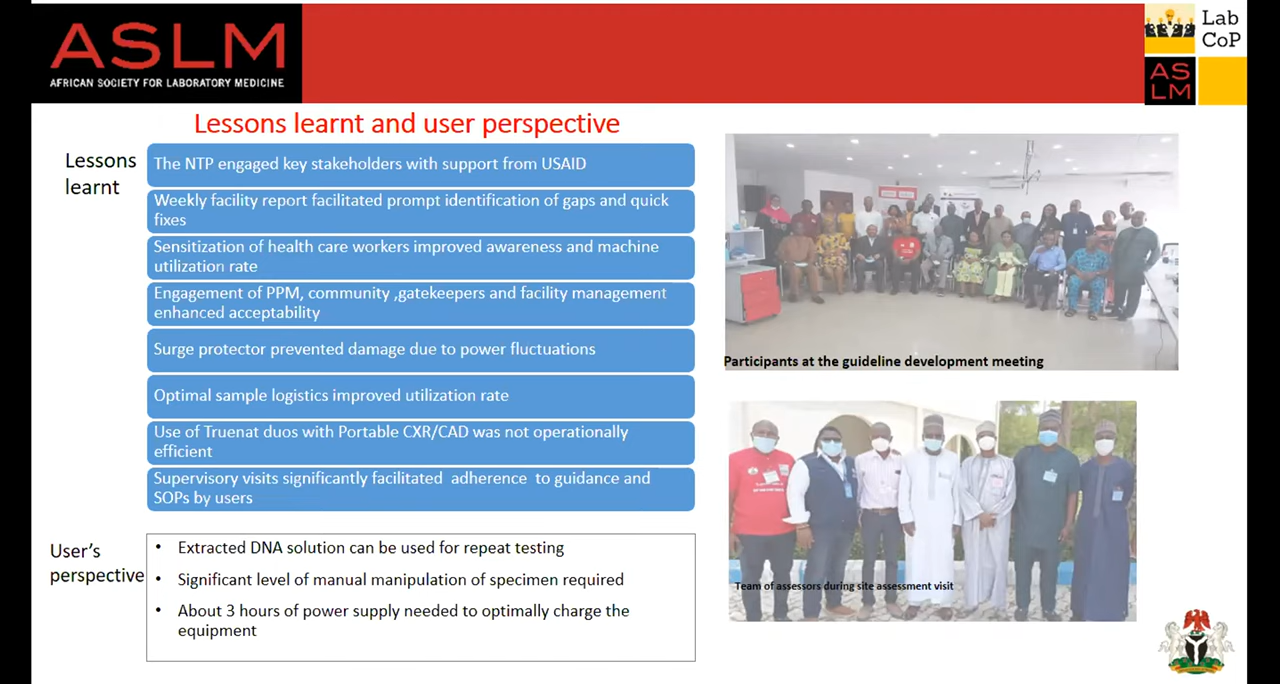 ASLM
AFRICAN SOCIETY FOR LABORATORY MEDICINE
Lab
CoP
AS
LM
Lessons learnt and user perspective
Lessons
learnt
The NTP engaged key stakeholders with support from USAID
Weekly facility report facilitated prompt identification of gaps and quick
fixes
Sensitization of health care workers improved awareness and machine
utilization rate
Engagement of PPM, community ,gatekeepers and facility management
enhanced acceptability
Surge protector prevented damage due to power fluctuations
Optimal sample logistics improved utilization rate
Use of Truenat duos with Portable CXR/CAD was not operationally
efficient
Supervisory visits significantly facilitated  adherence  to guidance and
SOPs by users
User's
perspective
• Extracted DNA solution can be used for repeat testing
• Significant level of manual manipulation of specimen required
• About 3 hours of power supply needed to optimally charge the
equipment
Participants at the guideline development meeting
Team of assessors during site assessment visit